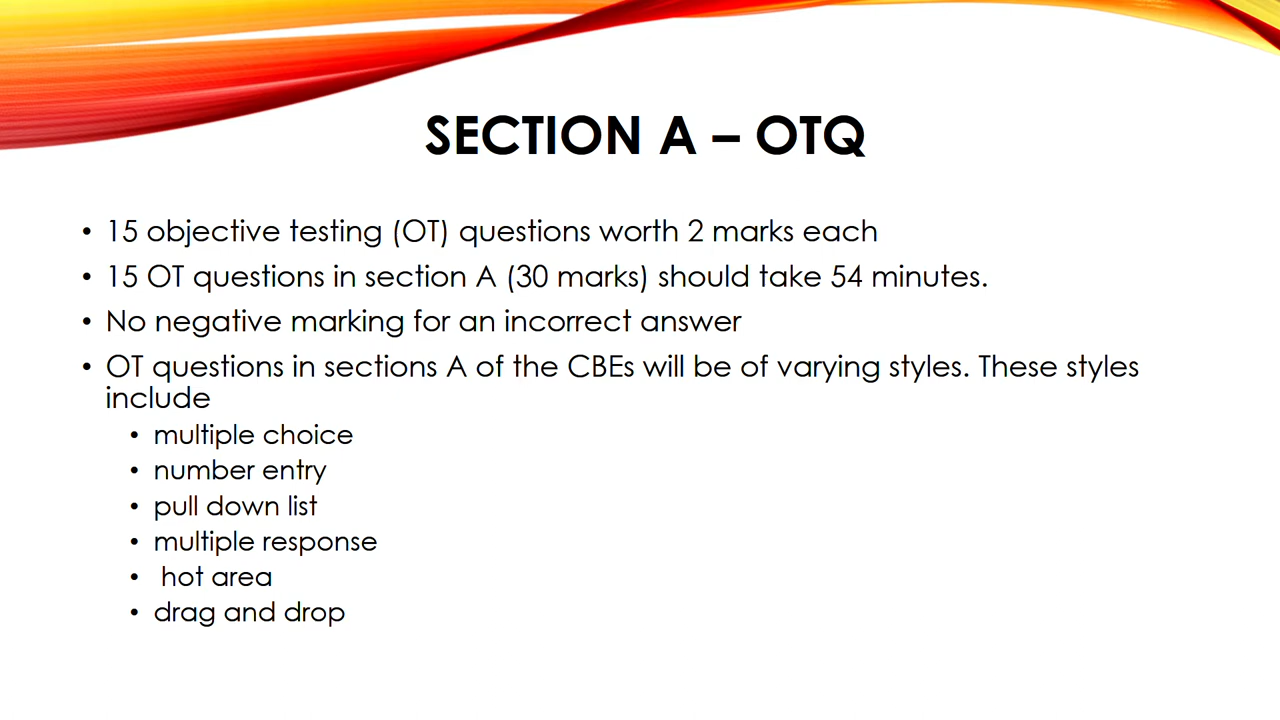 SECTION A – OTQ
• 15 objective testing (OT) questions worth 2 marks each
• 15 OT questions in section A (30 marks) should take 54 minutes.
• No negative marking for an incorrect answer
• OT questions in sections A of the CBEs will be of varying styles. These styles
include
• multiple choice
• number entry
• pull down list
• multiple response
• hot area
• drag and drop